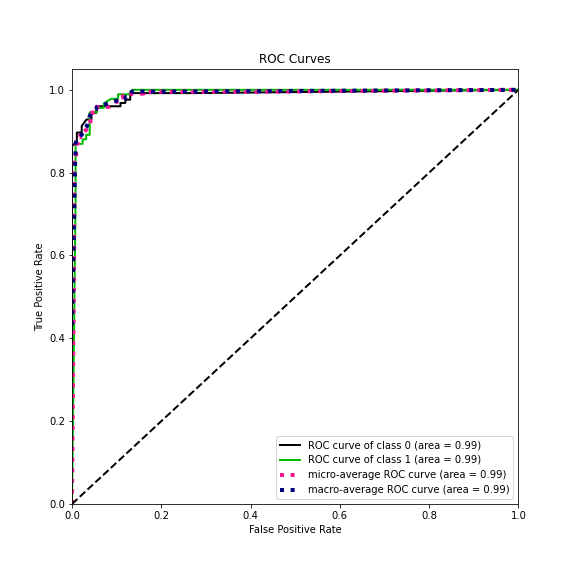 ROC Curves
1.0
0.8
0.6
0.4
0.2
0.0
True Positive Rate
ROC curve of class 0 (area = 0.99)
ROC curve of class 1 (area = 0.99)
micro-average ROC curve (area = 0.99)
macro-average ROC curve (area = 0.99)
0.0 0.2 0.4 0.6 0.8 1.0
False Positive Rate